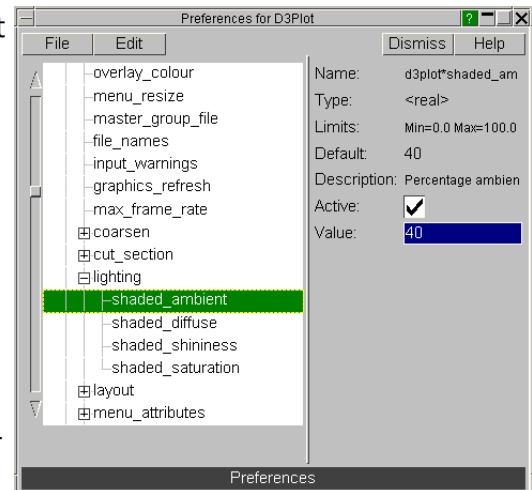 Preferences for D3Plot ?
t
File Edit Dismiss Help
overlay_colour
menu_resize
master_group_file
file_names
input_warnings
graphics_refresh
max_frame_rate
coarsen
cut_section
lighting
shaded_ambient
shaded_diffuse
shaded_shininess
shaded_saturation
layout
menu_attributes
Name: d3plot*shaded_am
Type: <real>
Limits: Min=0.0 Max=100.0
Default: 40
Description: Percentage ambien
Active:
Value: 40
Preferences